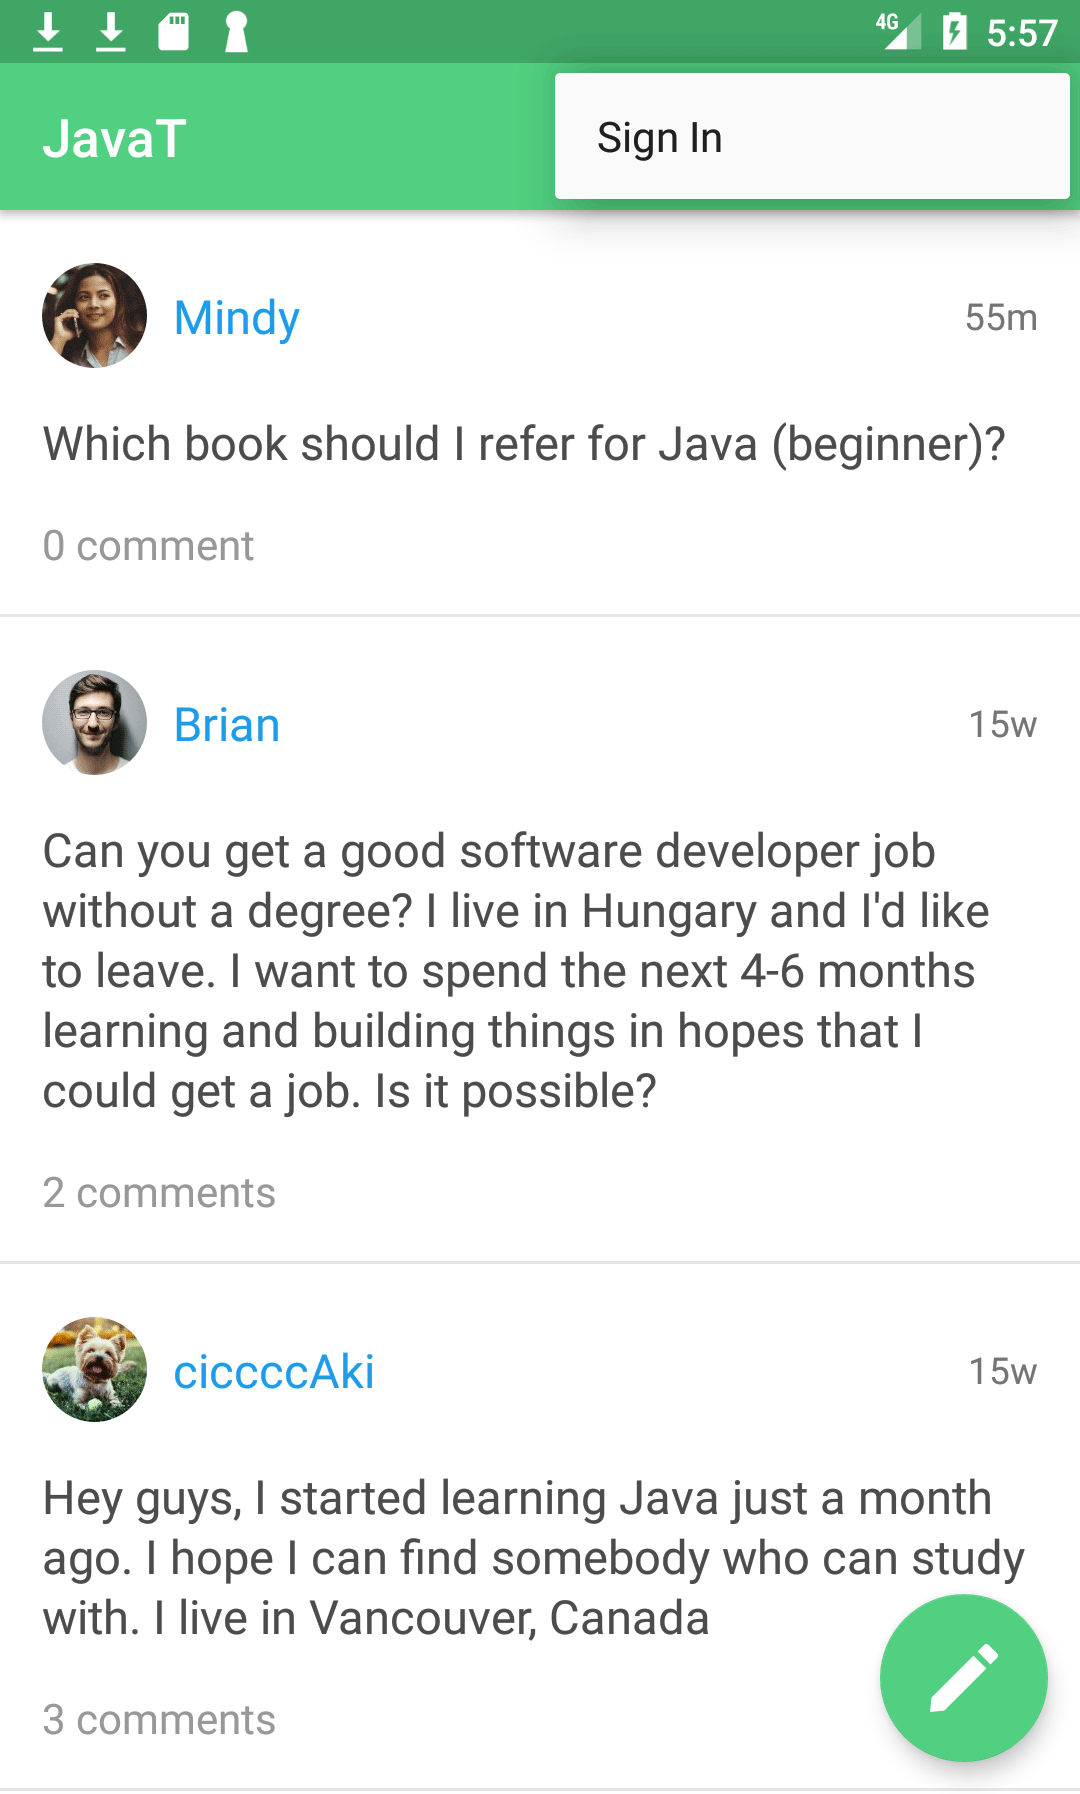 4G 5:57
JavaT
Sign In
Mindy 55m
Which book should I refer for Java (beginner)?
0 comment
Brian 15w
Can you get a good software developer job
without a degree? I live in Hungary and I'd like
to leave. I want to spend the next 4-6 months
learning and building things in hopes that I
could get a job. Is it possible?
2 comments
ciccccAki 15w
Hey guys, I started learning Java just a month
ago. I hope I can find somebody who can study
with. I live in Vancouver, Canada
3 comments